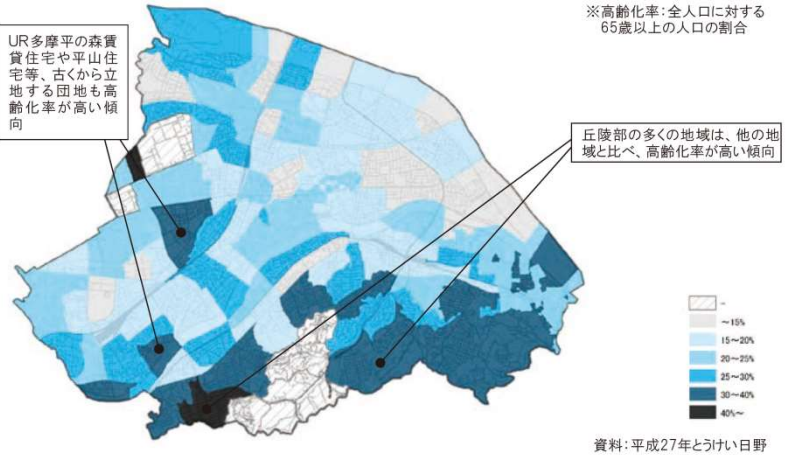 ※高齢化率：全人口に対する
65歳以上の人口の割合
UR多摩平の森賃
貸住宅や平山住
宅等、古くから立
地する団地も高
齢化率が高い傾
向
丘陵部の多くの地域は、他の地
域と比べ、高齢化率が高い傾向
-
～15%
15～20%
20～25%
25～30%
30～40%
40%～
資料：平成27年とうけい日野